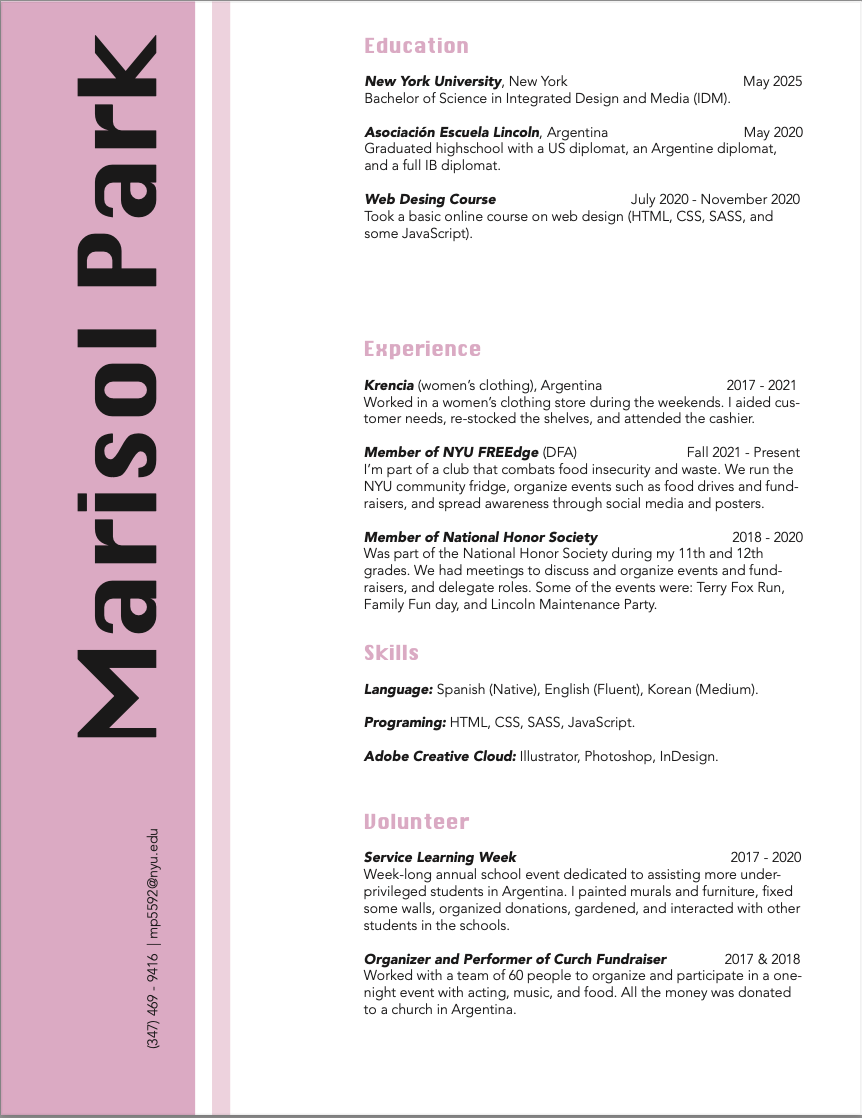 Marisol Park
(347) 469 - 9416 | mp5592@nyu.edu
Education
New York University, New York May 2025
Bachelor of Science in Integrated Design and Media (IDM).
Asociación Escuela Lincoln, Argentina May 2020
Graduated highschool with a US diplomat, an Argentine diplomat,
and a full IB diplomat.
Web Desing Course July 2020 - November 2020
Took a basic online course on web design (HTML, CSS, SASS, and
some JavaScript).
Experience
Krencia (women’s clothing), Argentina 2017 - 2021
Worked in a women’s clothing store during the weekends. I aided cus-
tomer needs, re-stocked the shelves, and attended the cashier.
Member of NYU FREEdge (DFA) Fall 2021 - Present
I’m part of a club that combats food insecurity and waste. We run the
NYU community fridge, organize events such as food drives and fund-
raisers, and spread awareness through social media and posters.
Member of National Honor Society 2018 - 2020
Was part of the National Honor Society during my 11th and 12th
grades. We had meetings to discuss and organize events and fund-
raisers, and delegate roles. Some of the events were: Terry Fox Run,
Family Fun day, and Lincoln Maintenance Party.
Skills
Language: Spanish (Native), English (Fluent), Korean (Medium).
Programing: HTML, CSS, SASS, JavaScript.
Adobe Creative Cloud: Illustrator, Photoshop, InDesign.
Volunteer
Service Learning Week 2017 - 2020
Week-long annual school event dedicated to assisting more under-
privileged students in Argentina. I painted murals and furniture, fixed
some walls, organized donations, gardened, and interacted with other
students in the schools.
Organizer and Performer of Curch Fundraiser 2017 & 2018
Worked with a team of 60 people to organize and participate in a one-
night event with acting, music, and food. All the money was donated
to a church in Argentina.